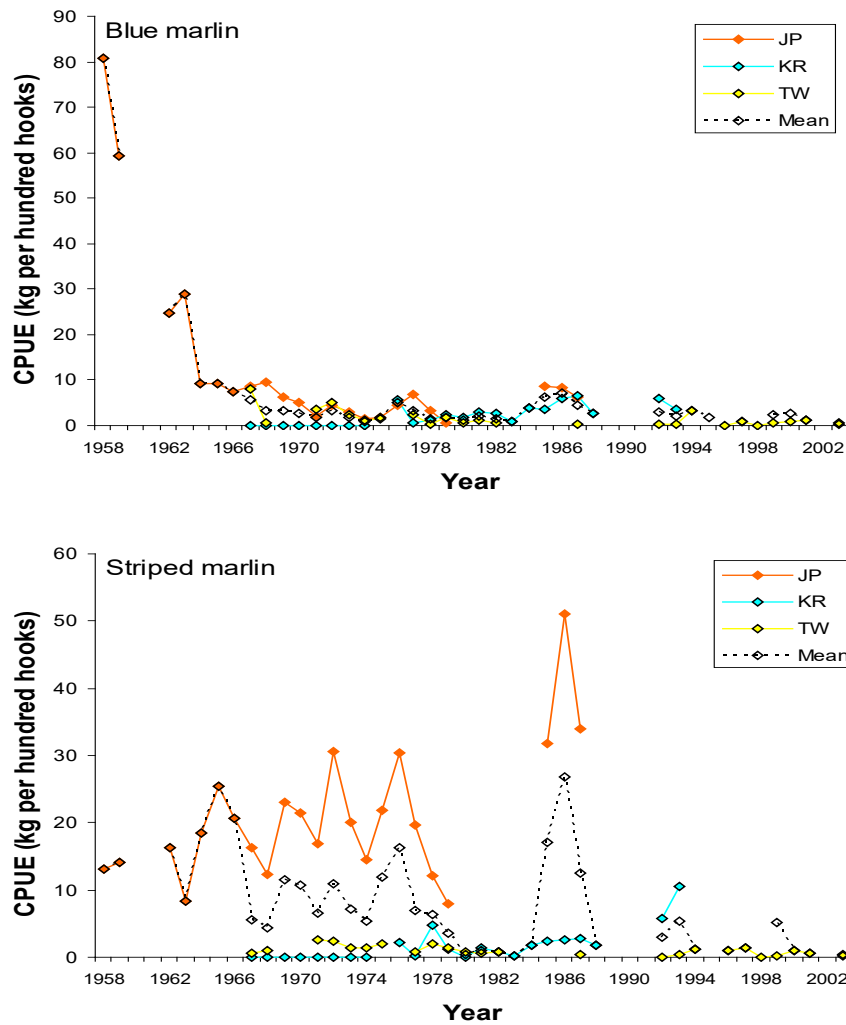 Blue marlin
90
80
70
60
50
40
30
20
10
0
CPUE (kg per hundred hooks)
JP
KR
TW
Mean
1958 1962 1966 1970 1974 1978 1982 1986 1990 1994 1998 2002
Year
Striped marlin
60
50
40
30
20
10
0
CPUE (kg per hundred hooks)
JP
KR
TW
Mean
1958 1962 1966 1970 1974 1978 1982 1986 1990 1994 1998 2002
Year